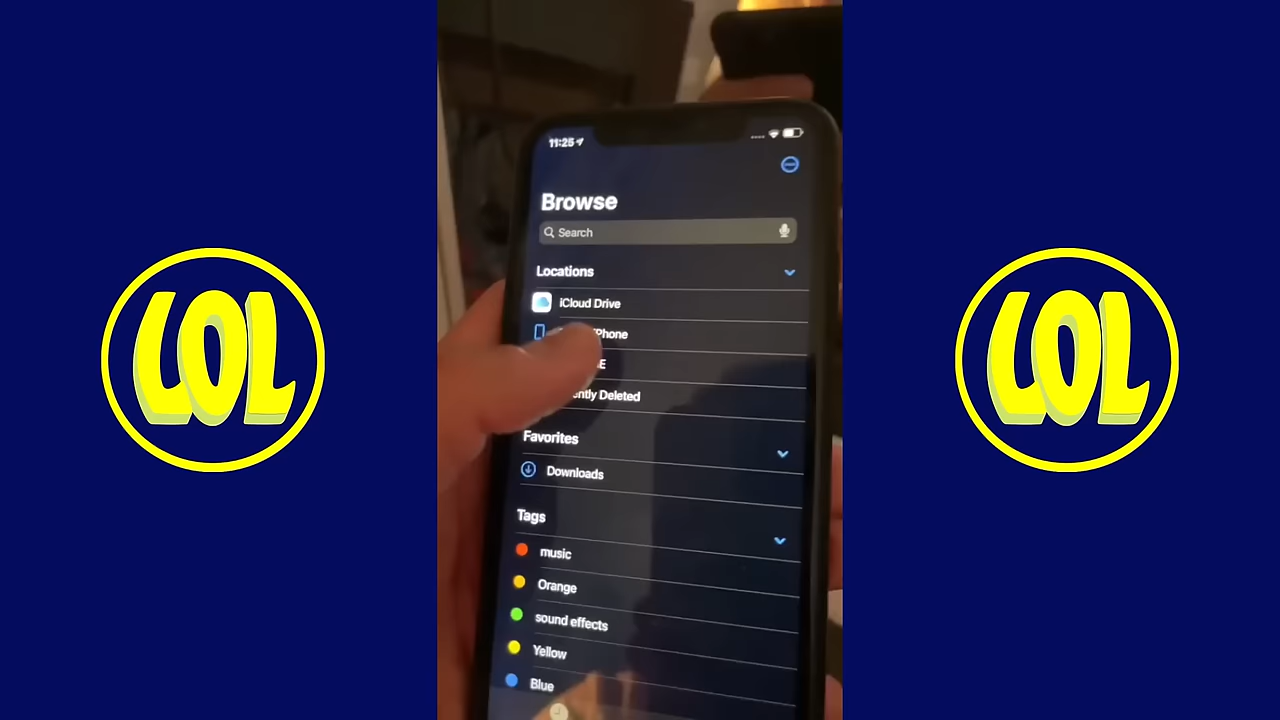 11:25
Browse
Search
Locations
iCloud Drive
Phone
Deleted
Favorites
Downloads
Tags
music
Orange
sound effects
Yellow
Blue
LOL
LOL